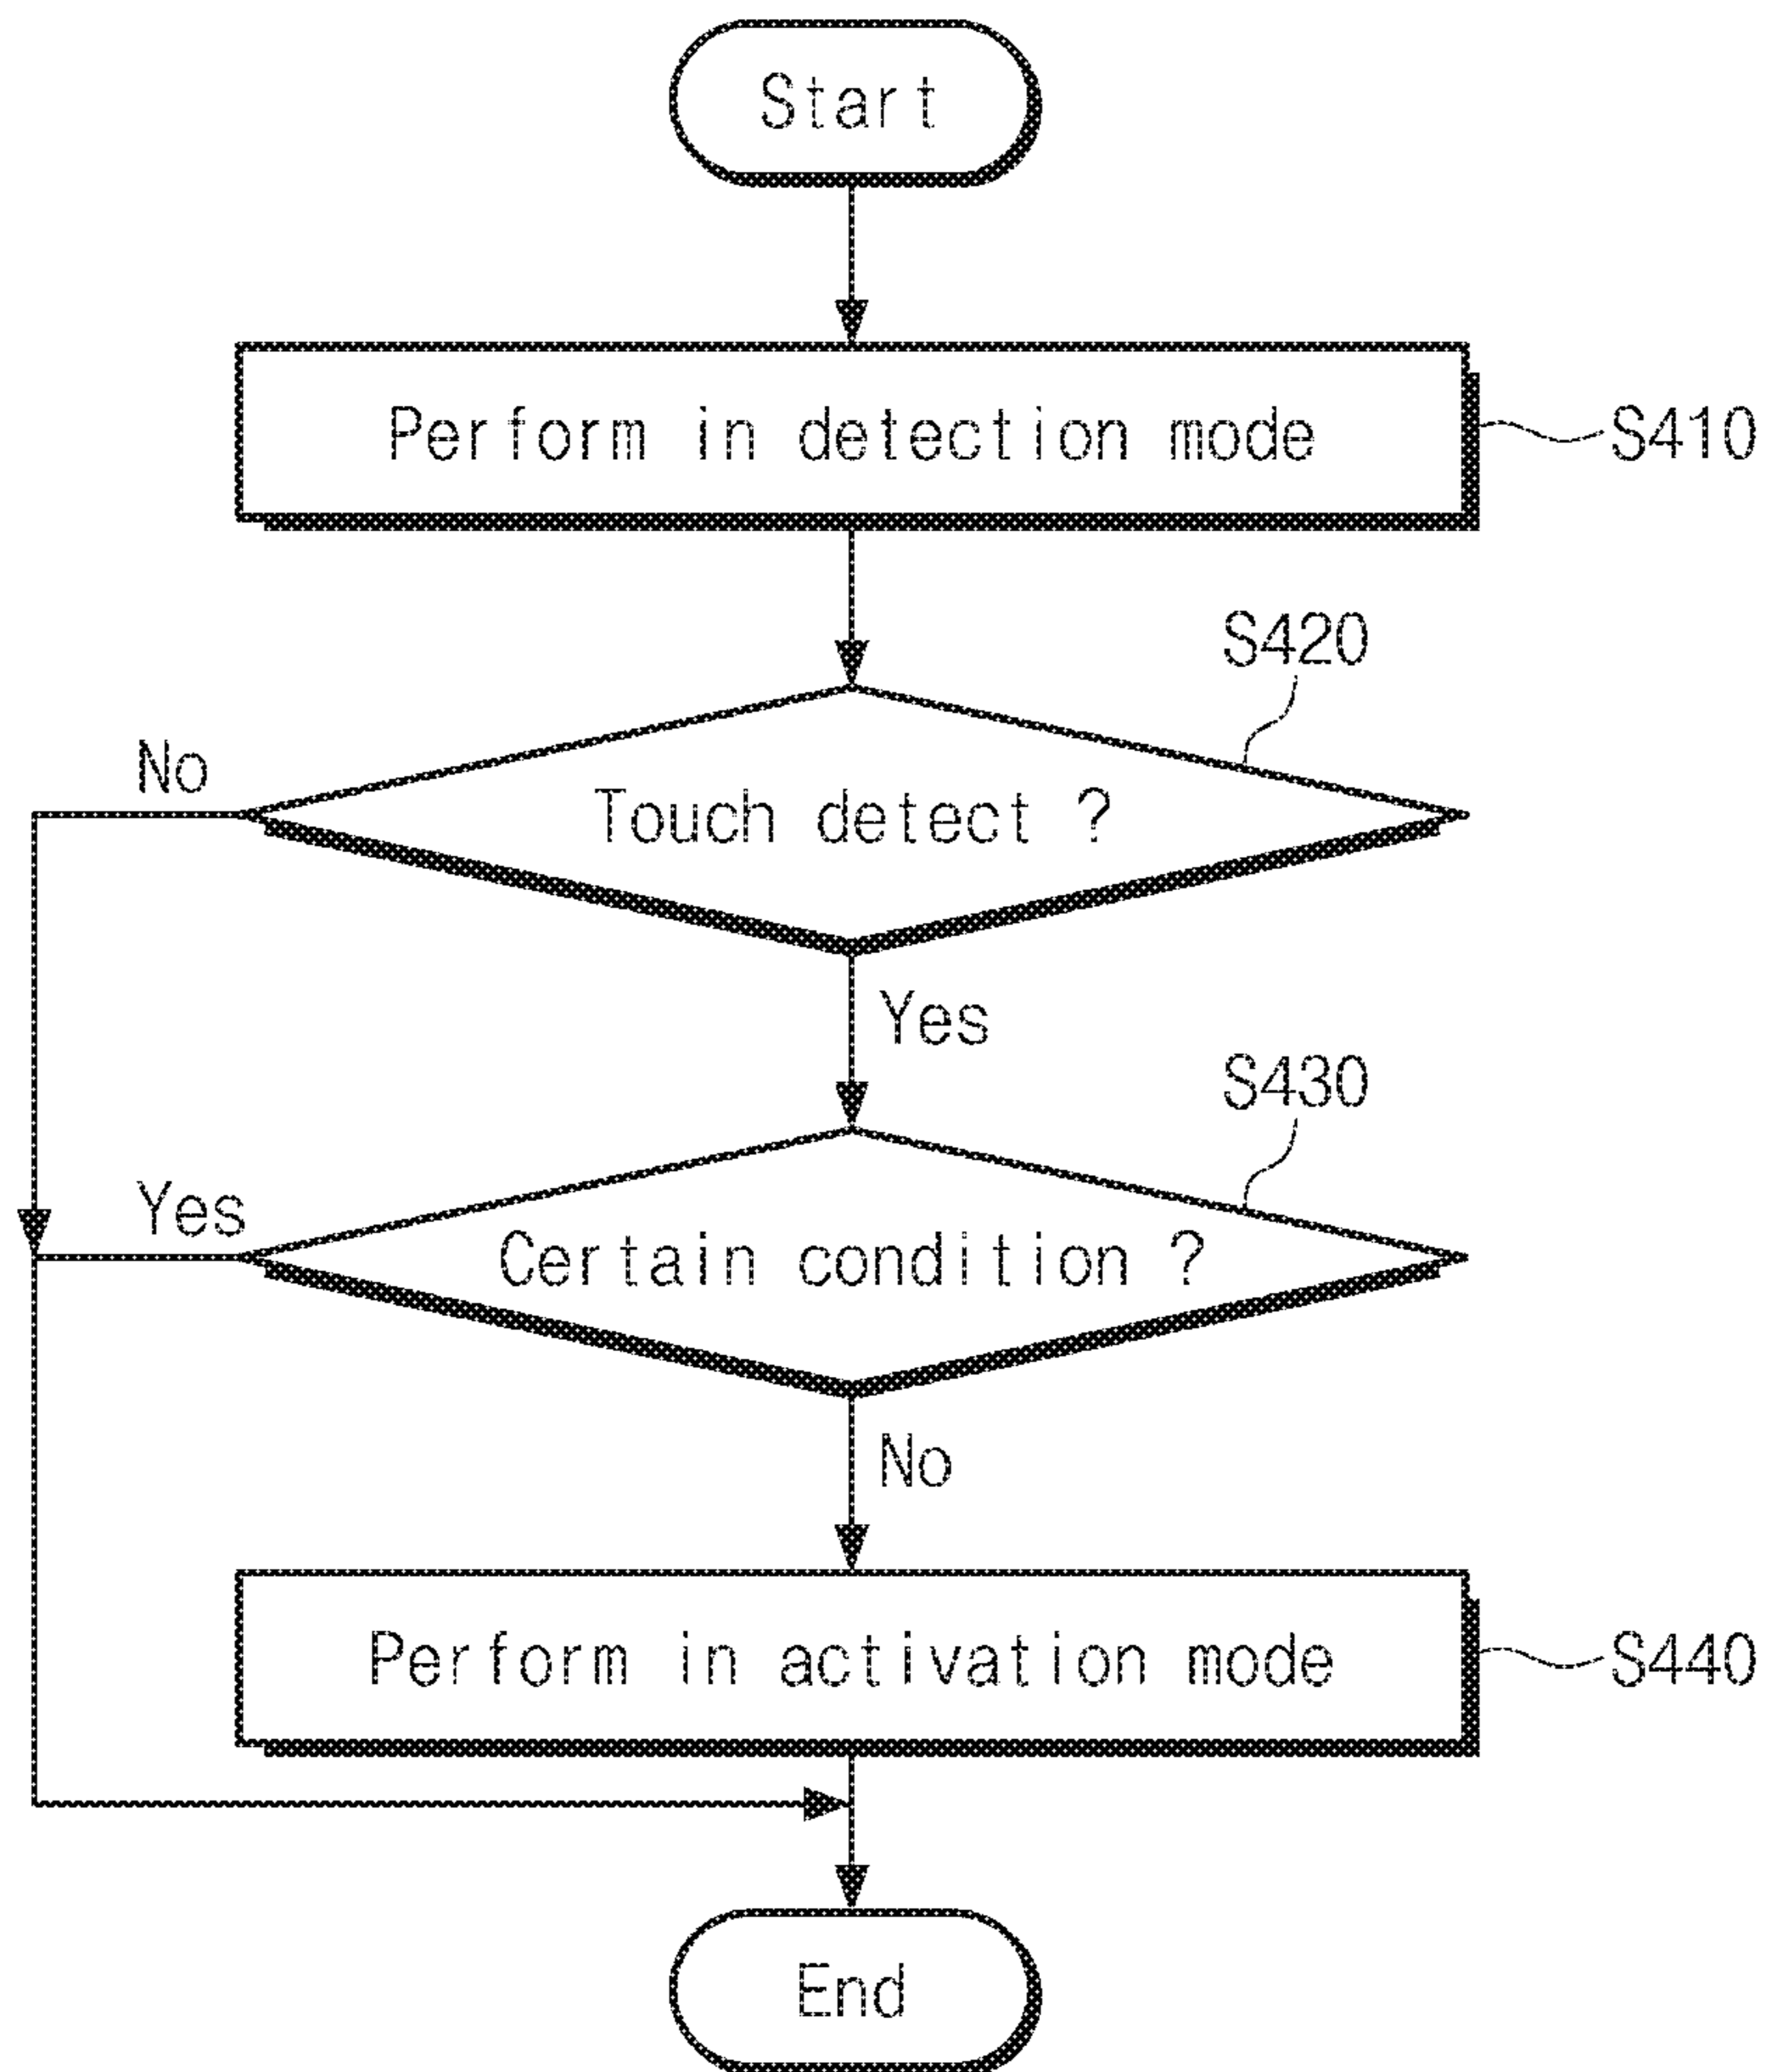 Start
Perform in detection mode
S410
S420
No
Touch detect ?
Yes
S430
Yes
Certain condition ?
No
Perform in activation mode
S440
End